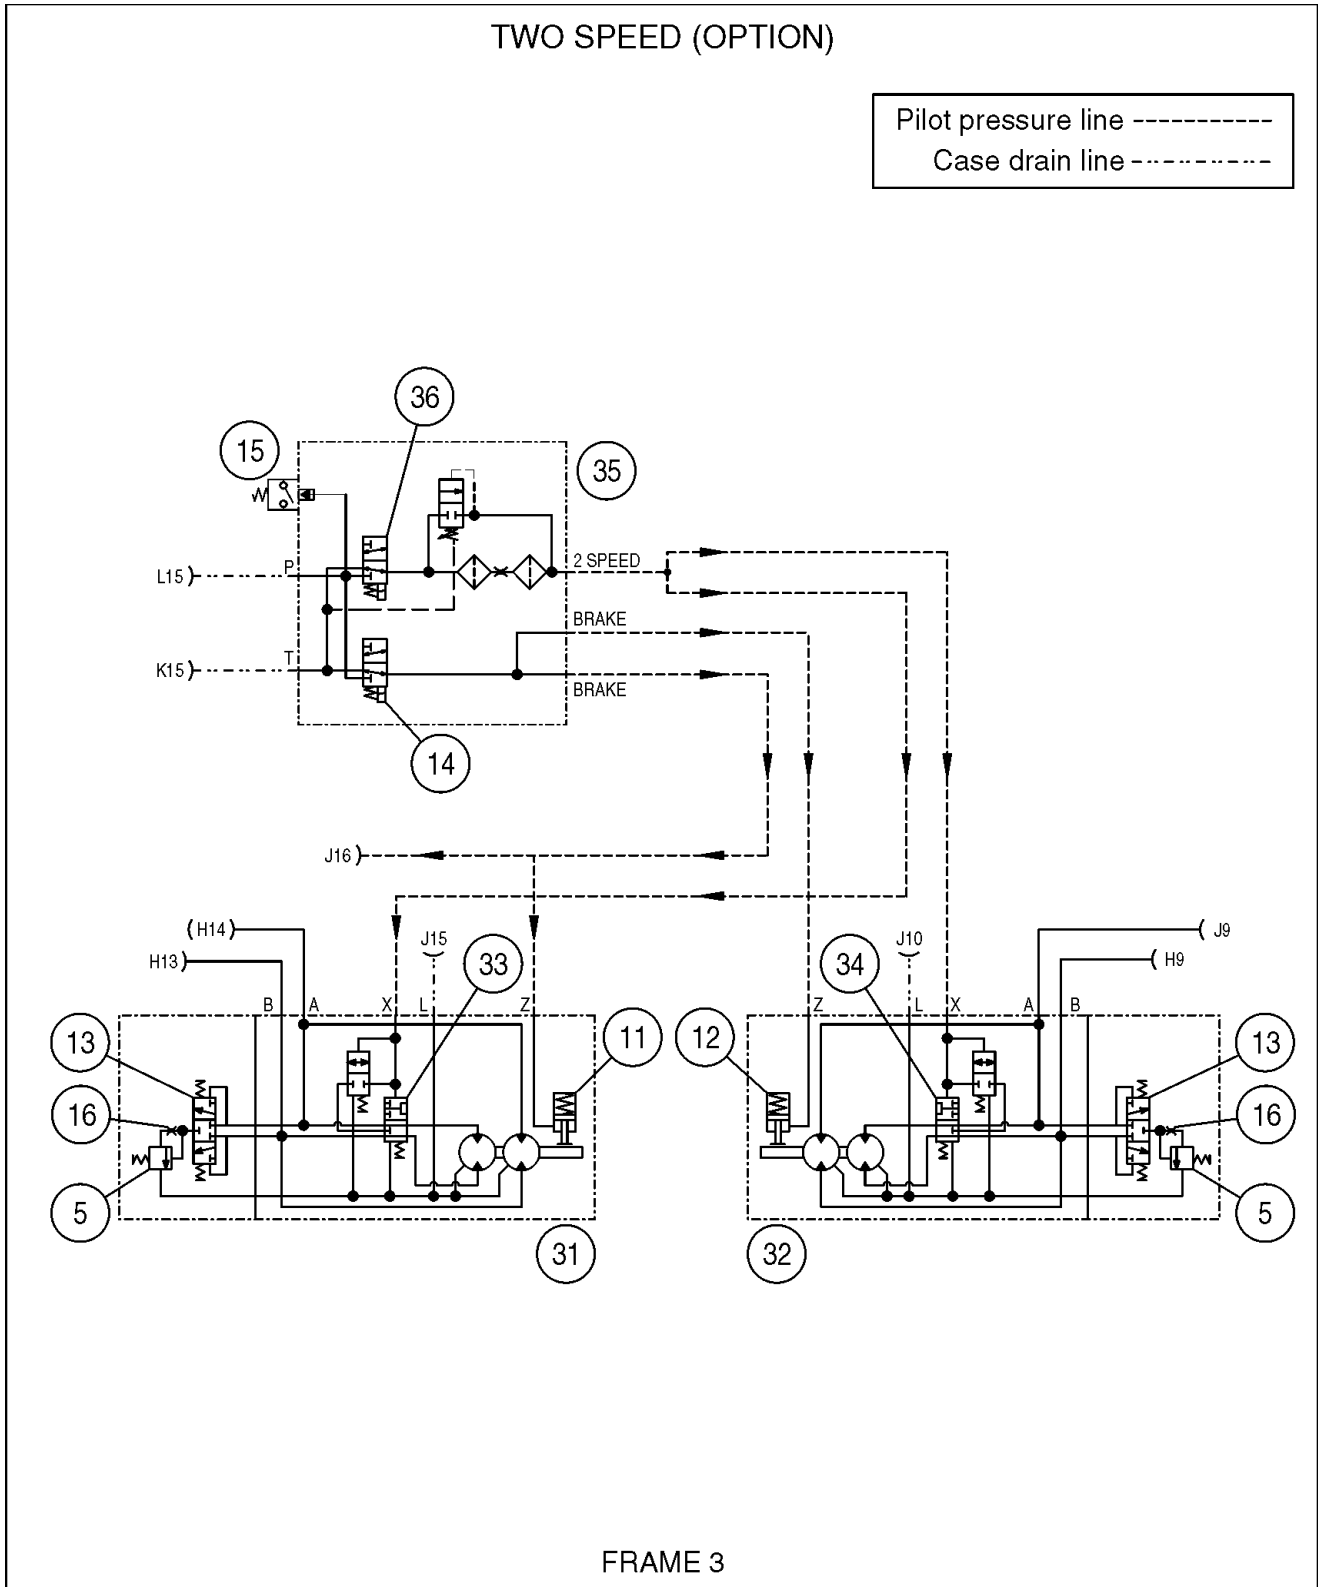 TWO SPEED (OPTION)
Pilot pressure line
Case drain line
36
15
35
L15
P
2 SPEED
BRAKE
K15
T
BRAKE
14
J16
H14
J15
J10
J9
H13
33
34
H9
B A X L Z
Z L X A B
13
11
12
13
16
16
5
5
31
32
FRAME 3